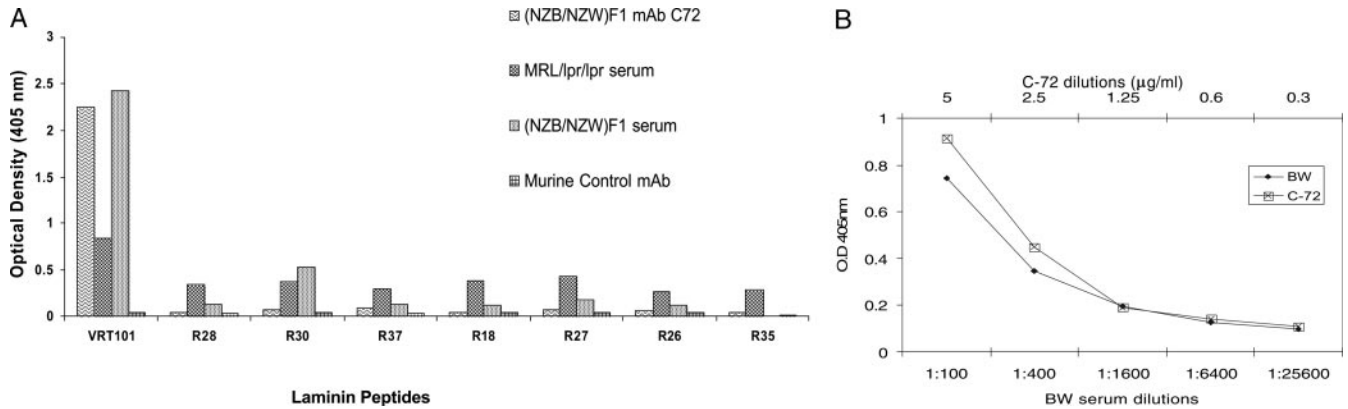 A
(NZB/NZW)F1 mAb C72
MRL/lpr/lpr serum
(NZB/NZW)F1 serum
Murine Control mAb
3
2.5
2
1.5
1
0.5
0
Optical Density (405 nm)
VRT101 R28 R30 R37 R18 R27 R26 R35
Laminin Peptides
B
C-72 dilutions (μg/ml)
5 2.5 1.25 0.6 0.3
1
0.8
0.6
0.4
0.2
0
O.D 405nm
BW
C-72
1:100 1:400 1:1600 1:6400 1:25600
BW serum dilutions